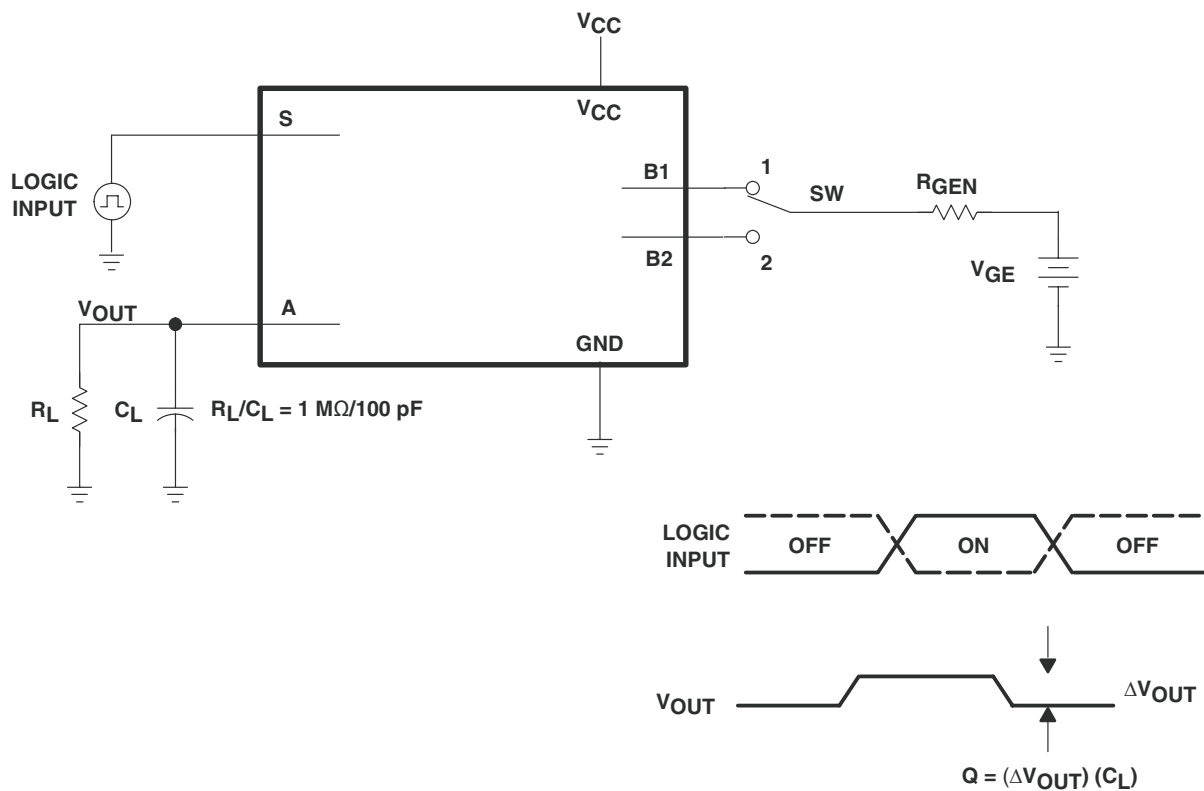 VCC
VCC
S
LOGIC
INPUT
B1
1
SW
RGEN
B2
2
VGE
VOUT
A
GND
RL
CL
RL/CL = 1 MΩ/100 pF
LOGIC
INPUT
OFF
ON
OFF
VOUT
ΔVOUT
Q = (ΔVOUT) (CL)